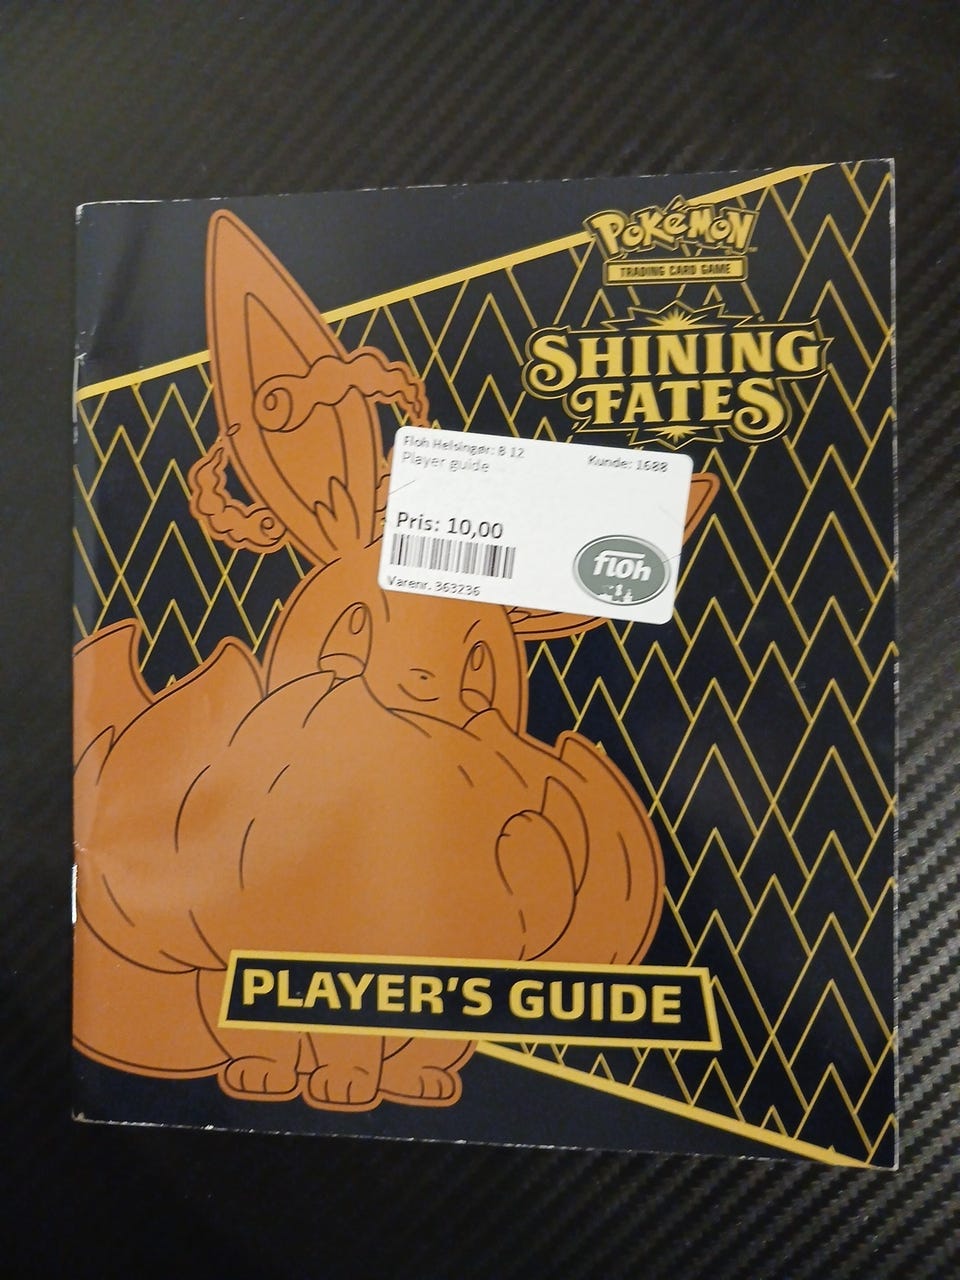 POKéMON
TRADING CARD GAME
SHINING
FATES
Floh Helsingør: B 12
Kunde: 1688
Player guide
Pris: 10,00
Varenr. 363236
floh
PLAYER'S GUIDE